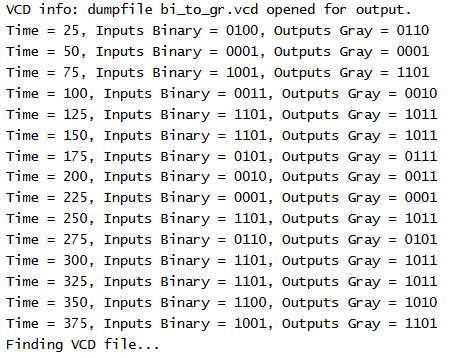 VCD info: dumpfile bi_to_gr.vcd opened for output.
Time = 25, Inputs Binary = 0100, Outputs Gray = 0110
Time = 50, Inputs Binary = 0001, Outputs Gray = 0001
Time = 75, Inputs Binary = 1001, Outputs Gray = 1101
Time = 100, Inputs Binary = 0011, Outputs Gray = 0010
Time = 125, Inputs Binary = 1101, Outputs Gray = 1011
Time = 150, Inputs Binary = 1101, Outputs Gray = 1011
Time = 175, Inputs Binary = 0101, Outputs Gray = 0111
Time = 200, Inputs Binary = 0010, Outputs Gray = 0011
Time = 225, Inputs Binary = 0001, Outputs Gray = 0001
Time = 250, Inputs Binary = 1101, Outputs Gray = 1011
Time = 275, Inputs Binary = 0110, Outputs Gray = 0101
Time = 300, Inputs Binary = 1101, Outputs Gray = 1011
Time = 325, Inputs Binary = 1101, Outputs Gray = 1011
Time = 350, Inputs Binary = 1100, Outputs Gray = 1010
Time = 375, Inputs Binary = 1001, Outputs Gray = 1101
Finding VCD file...